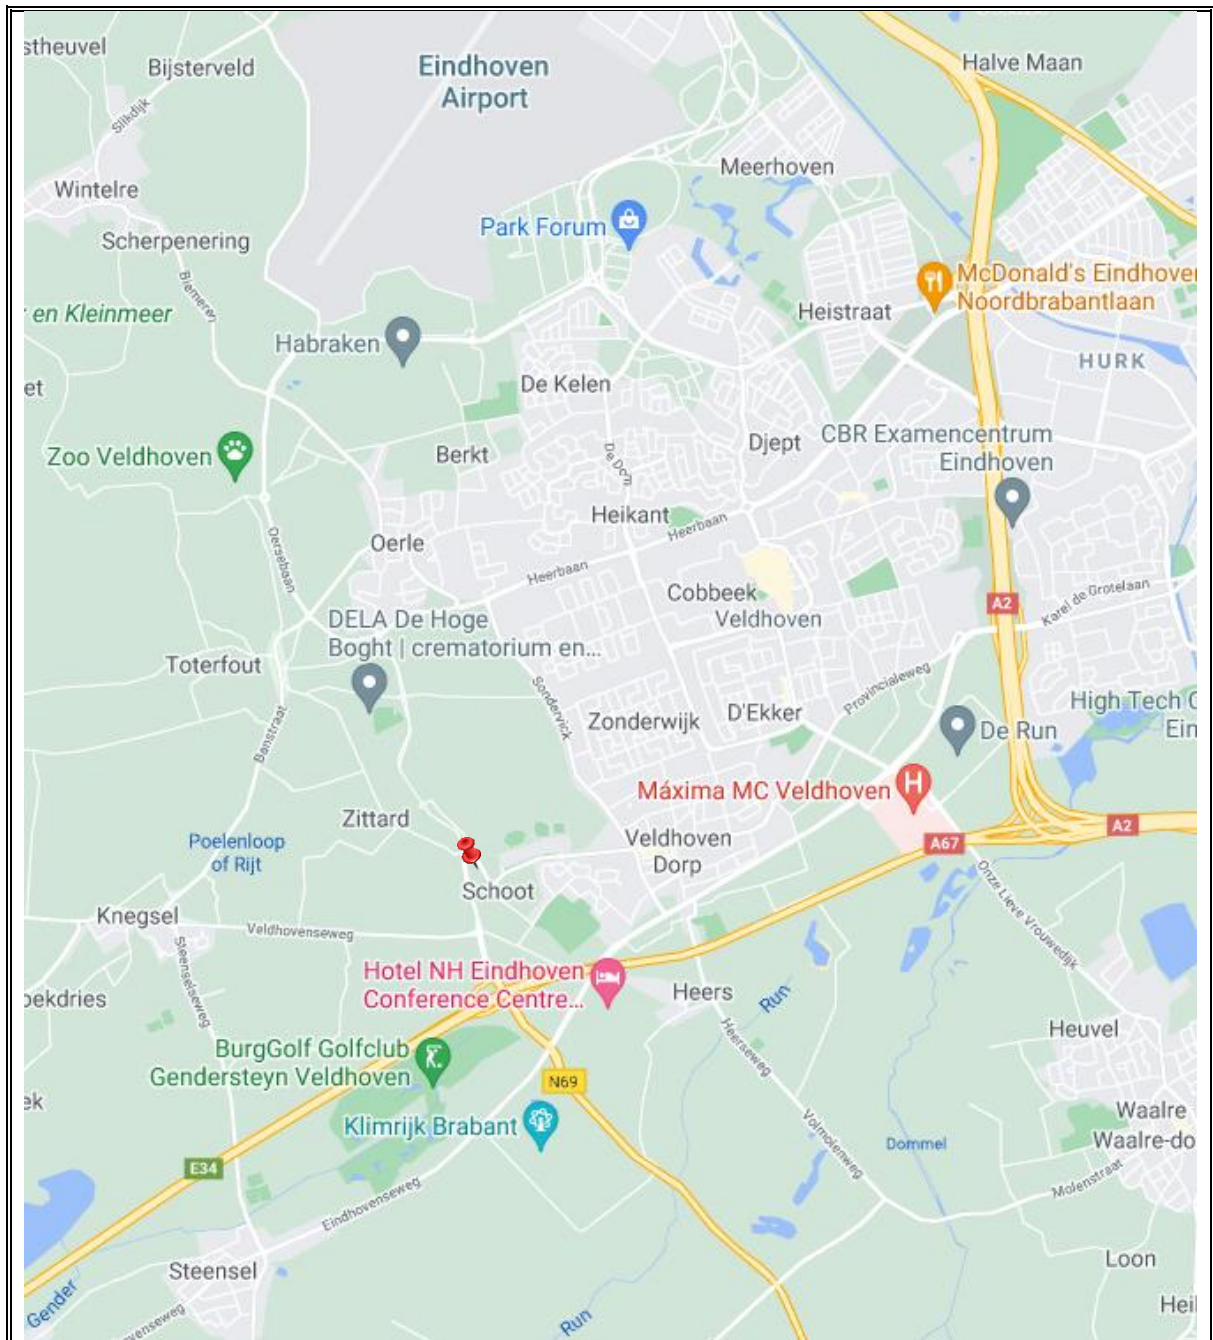 stheuvel
Bijsterveld
Eindhoven
Airport
Halve Maan
Slikdijk
Meerhoven
Wintelre
Park Forum
Scherpenering
Biemeren
McDonald's Eindhoven
Noordbrabantlaan
en Kleinmeer
Heistraat
Habraken
HURK
et
De Kelen
CBR Examencentrum
Eindhoven
Djept
Zoo Veldhoven
Berkt
De Dom
Heikant
Heerbaan
Oersebaan
Oerle
Heerbaan
Cobbeek
Veldhoven
A2
Karel de Grotelaan
DELA De Hoge
Boght | crematorium en...
Toterfout
Sondervick
Provincialeweg
High Tech C
Ein
Zonderwijk
D'Ekker
De Run
Banstraat
Máxima MC Veldhoven
H
Zittard
A2
Poelenloop
of Rijt
Veldhoven
Dorp
A67
Schoot
Onze Lieve Vrouwedijk
Knegsel
Veldhovenseweg
Steenselseweg
Hotel NH Eindhoven
Conference Centre...
oekdries
Heers
Run
Heuvel
Heerseweg
BurgGolf Golfclub
Gendersteyn Veldhoven
N69
ek
Klimrijk Brabant
Waalre
Waalre-do
Volmolenweg
Dommel
E34
Molenstraat
Eindhovenseweg
Steensel
Loon
Gender
Hei
venseweg
Run